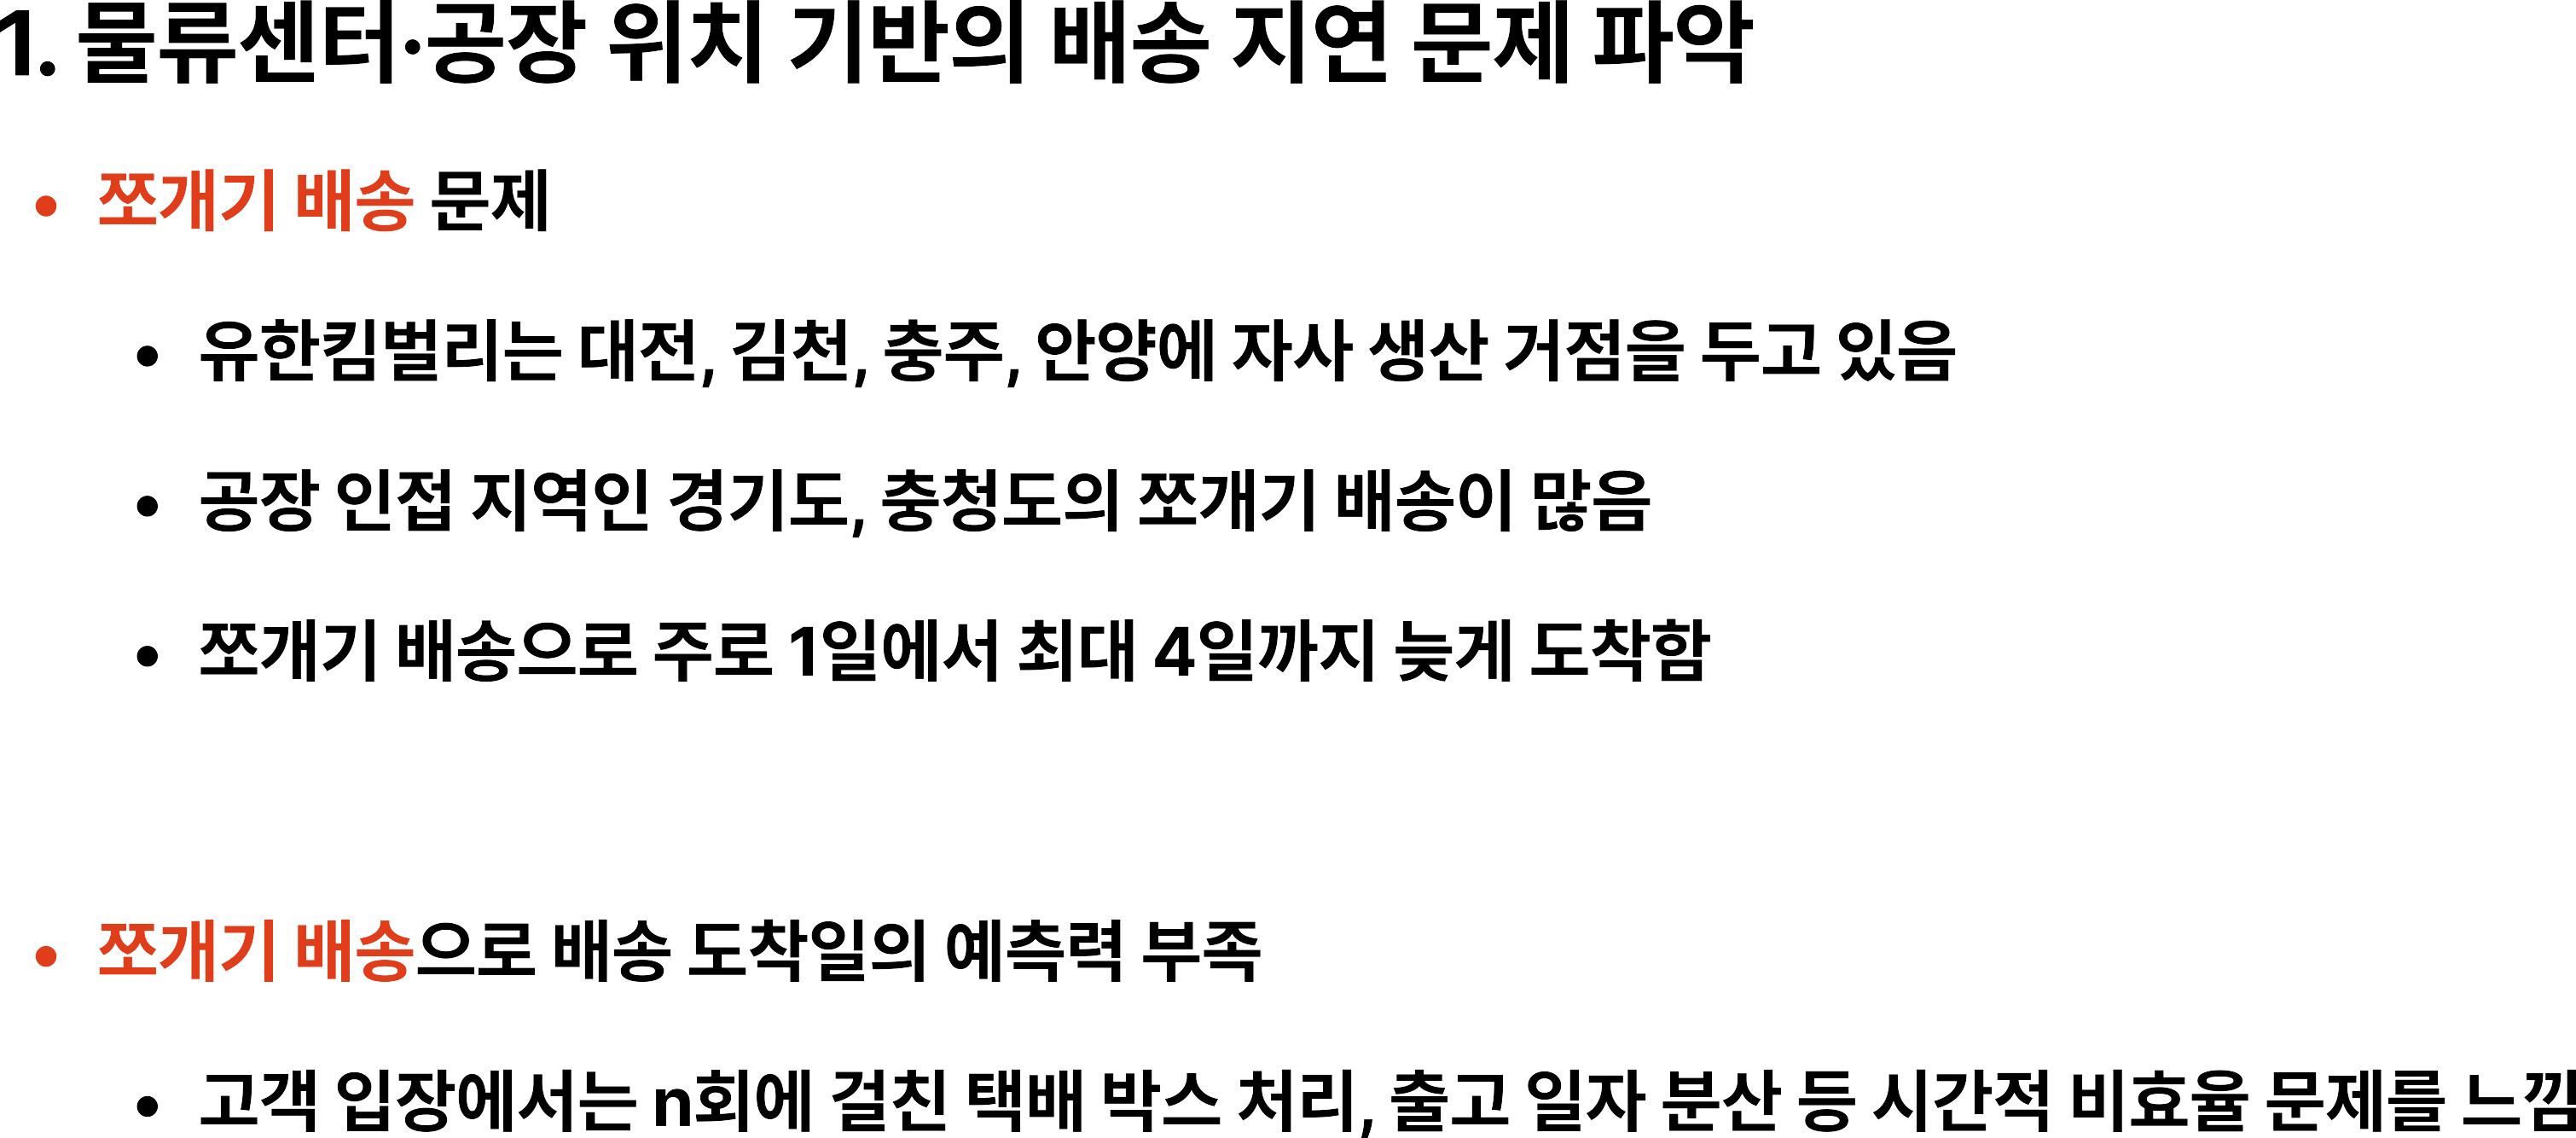 1. 물류센터·공장 위치 기반의 배송 지연 문제 파악
• 쪼개기 배송 문제
• 유한킴벌리는 대전, 김천, 충주, 안양에 자사 생산 거점을 두고 있음
• 공장 인접 지역인 경기도, 충청도의 쪼개기 배송이 많음
• 쪼개기 배송으로 주로 1일에서 최대 4일까지 늦게 도착함
• 쪼개기 배송으로 배송 도착일의 예측력 부족
• 고객 입장에서는 n회에 걸친 택배 박스 처리, 출고 일자 분산 등 시간적 비효율 문제를 느낌